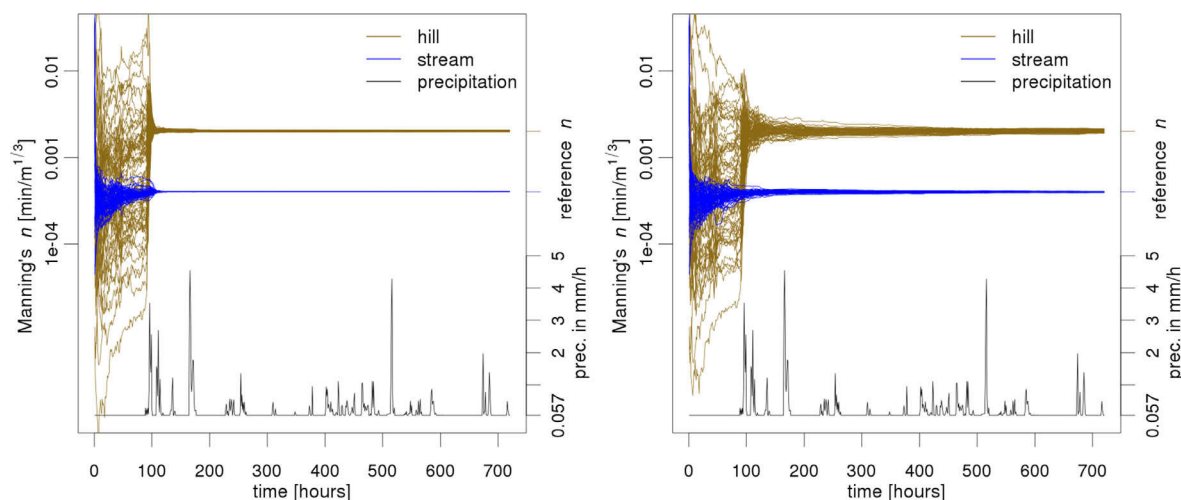 hill
stream
precipitation
0.01
0.001
1e-04
Manning's n [min/m^1/3]
reference n
5
4
3
2
0.057
prec. in mm/h
0 100 200 300 400 500 600 700
time [hours]
hill
stream
precipitation
0.01
0.001
1e-04
Manning's n [min/m^1/3]
reference n
5
4
3
2
0.057
prec. in mm/h
0 100 200 300 400 500 600 700
time [hours]